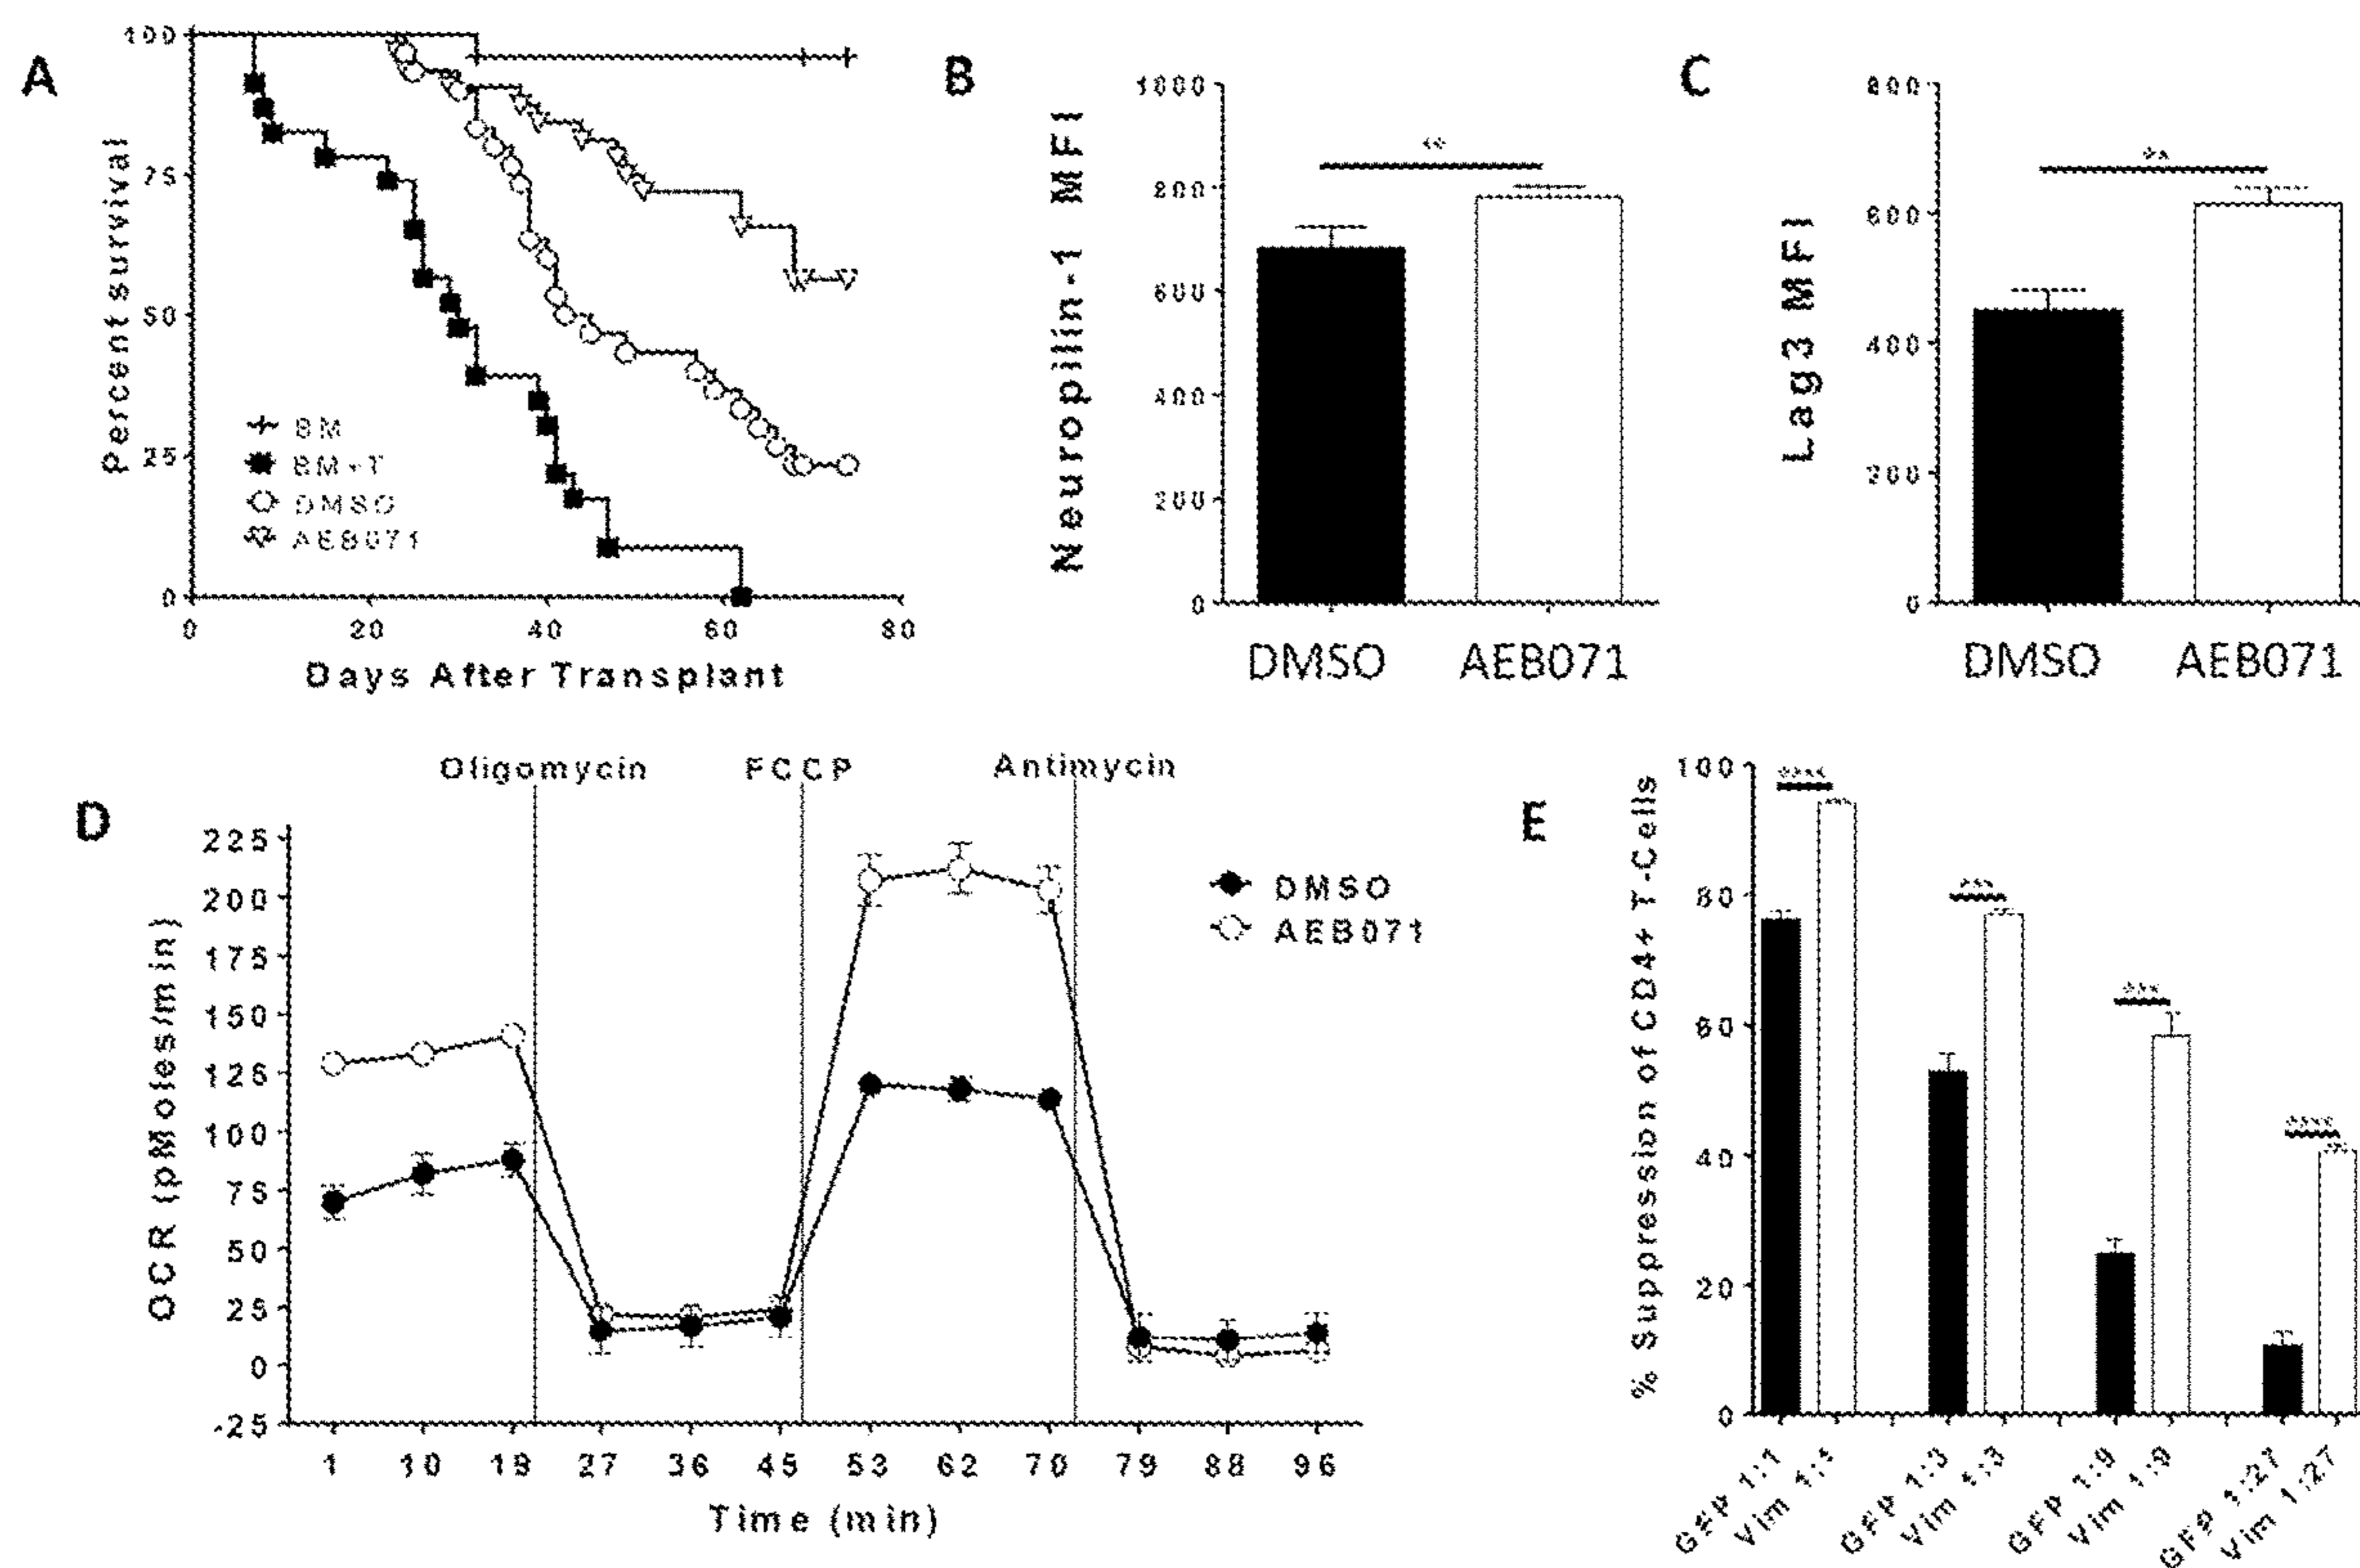 A
100
75
50
25
0
Percent survival
BM
BM+T
DMSO
AEB071
0 20 40 60 80
Days After Transplant
B
1000
800
600
400
200
0
Neuropilin-1 MFI
**
DMSO AEB071
C
800
600
400
200
0
Lag3 MFI
**
DMSO AEB071
D
Oligomycin FCCP Antimycin
225
200
175
150
125
100
75
50
25
0
-25
OCR (pMoles/min)
DMSO
AEB071
1 10 19 27 36 45 53 62 70 79 88 96
Time (min)
E
100
80
60
40
20
0
% Suppression of CD4+ T-Cells
****
***
***
****
GFP 1:1
Vim 1:1
GFP 1:3
Vim 1:3
GFP 1:9
Vim 1:9
GFP 1:27
Vim 1:27